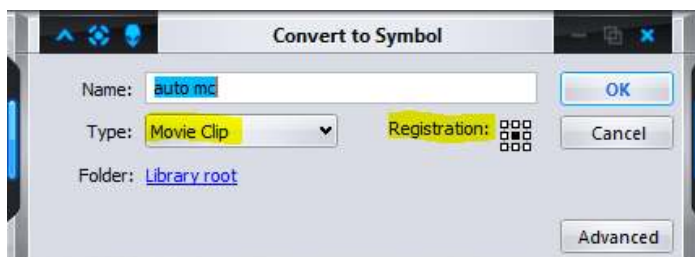 Convert to Symbol
Name: auto mc OK
Type: Movie Clip Registration: Cancel
Folder: Library root
Advanced